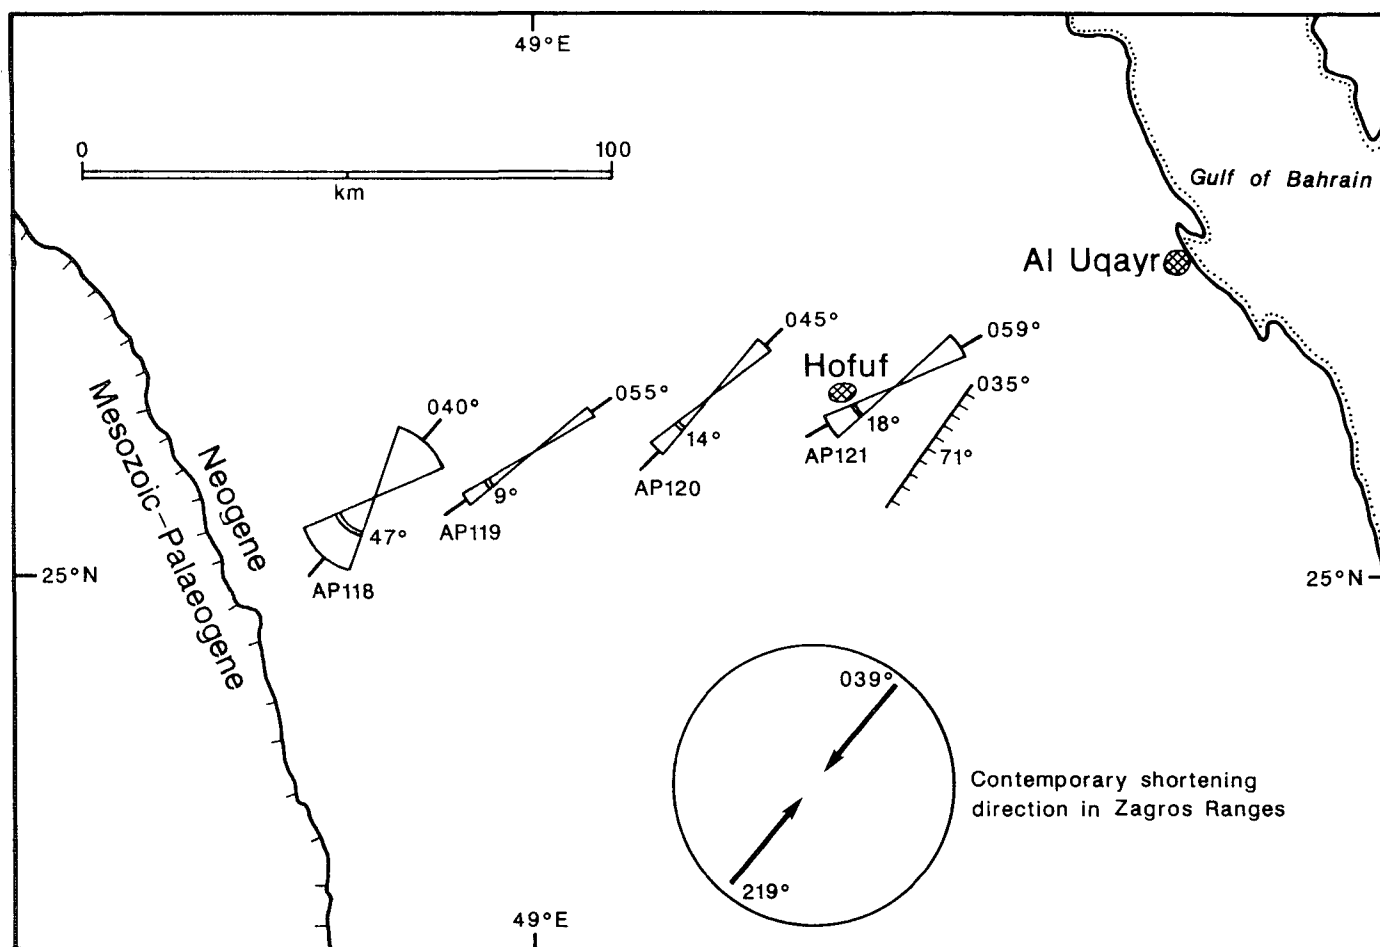 49°E
0 100
km
Gulf of Bahrain
Al Uqayr
045°
059°
Hofuf
035°
055°
040°
Mesozoic–Palaeogene
Neogene
14°
18°
AP121
71°
AP120
9°
AP119
47°
AP118
25°N
25°N
039°
Contemporary shortening
direction in Zagros Ranges
219°
49°E